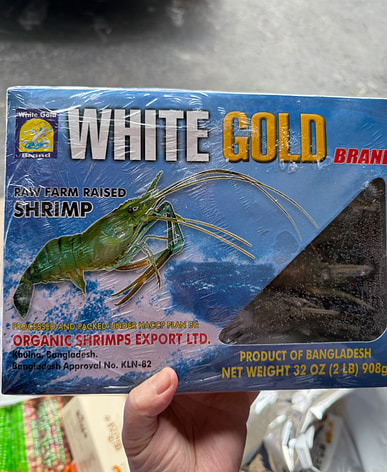 White Gold
Brand
WHITE GOLD BRAND
RAW FARM RAISED
SHRIMP
PROCESSED AND PACKED UNDER HACCP PLAN BY:
ORGANIC SHRIMPS EXPORT LTD.
Khulna, Bangladesh.
Bangladesh Approval No. KLN-82
PRODUCT OF BANGLADESH
NET WEIGHT 32 OZ (2 LB) 908g